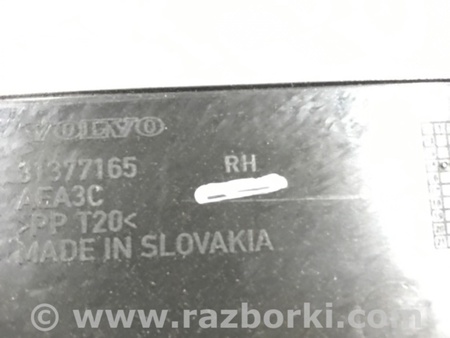 VOLVO
31377165 RH
AEA3C
>PP T20<
MADE IN SLOVAKIA
© www.razborki.com